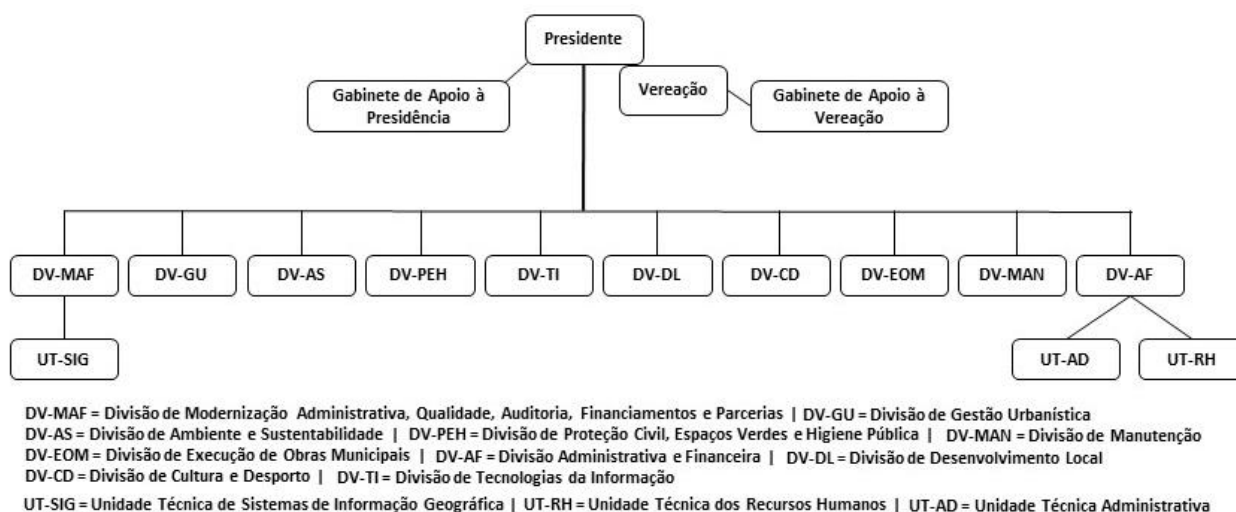 Presidente
Gabinete de Apoio à
Presidência
Vereação
Gabinete de Apoio à
Vereação
DV-MAF
DV-GU
DV-AS
DV-PEH
DV-TI
DV-DL
DV-CD
DV-EOM
DV-MAN
DV-AF
UT-SIG
UT-AD
UT-RH
DV-MAF = Divisão de Modernização Administrativa, Qualidade, Auditoria, Financiamentos e Parcerias | DV-GU = Divisão de Gestão Urbanística
DV-AS = Divisão de Ambiente e Sustentabilidade | DV-PEH = Divisão de Proteção Civil, Espaços Verdes e Higiene Pública | DV-MAN = Divisão de Manutenção
DV-EOM = Divisão de Execução de Obras Municipais | DV-AF = Divisão Administrativa e Financeira | DV-DL = Divisão de Desenvolvimento Local
DV-CD = Divisão de Cultura e Desporto | DV-TI = Divisão de Tecnologias da Informação
UT-SIG = Unidade Técnica de Sistemas de Informação Geográfica | UT-RH = Unidade Técnica dos Recursos Humanos | UT-AD = Unidade Técnica Administrativa